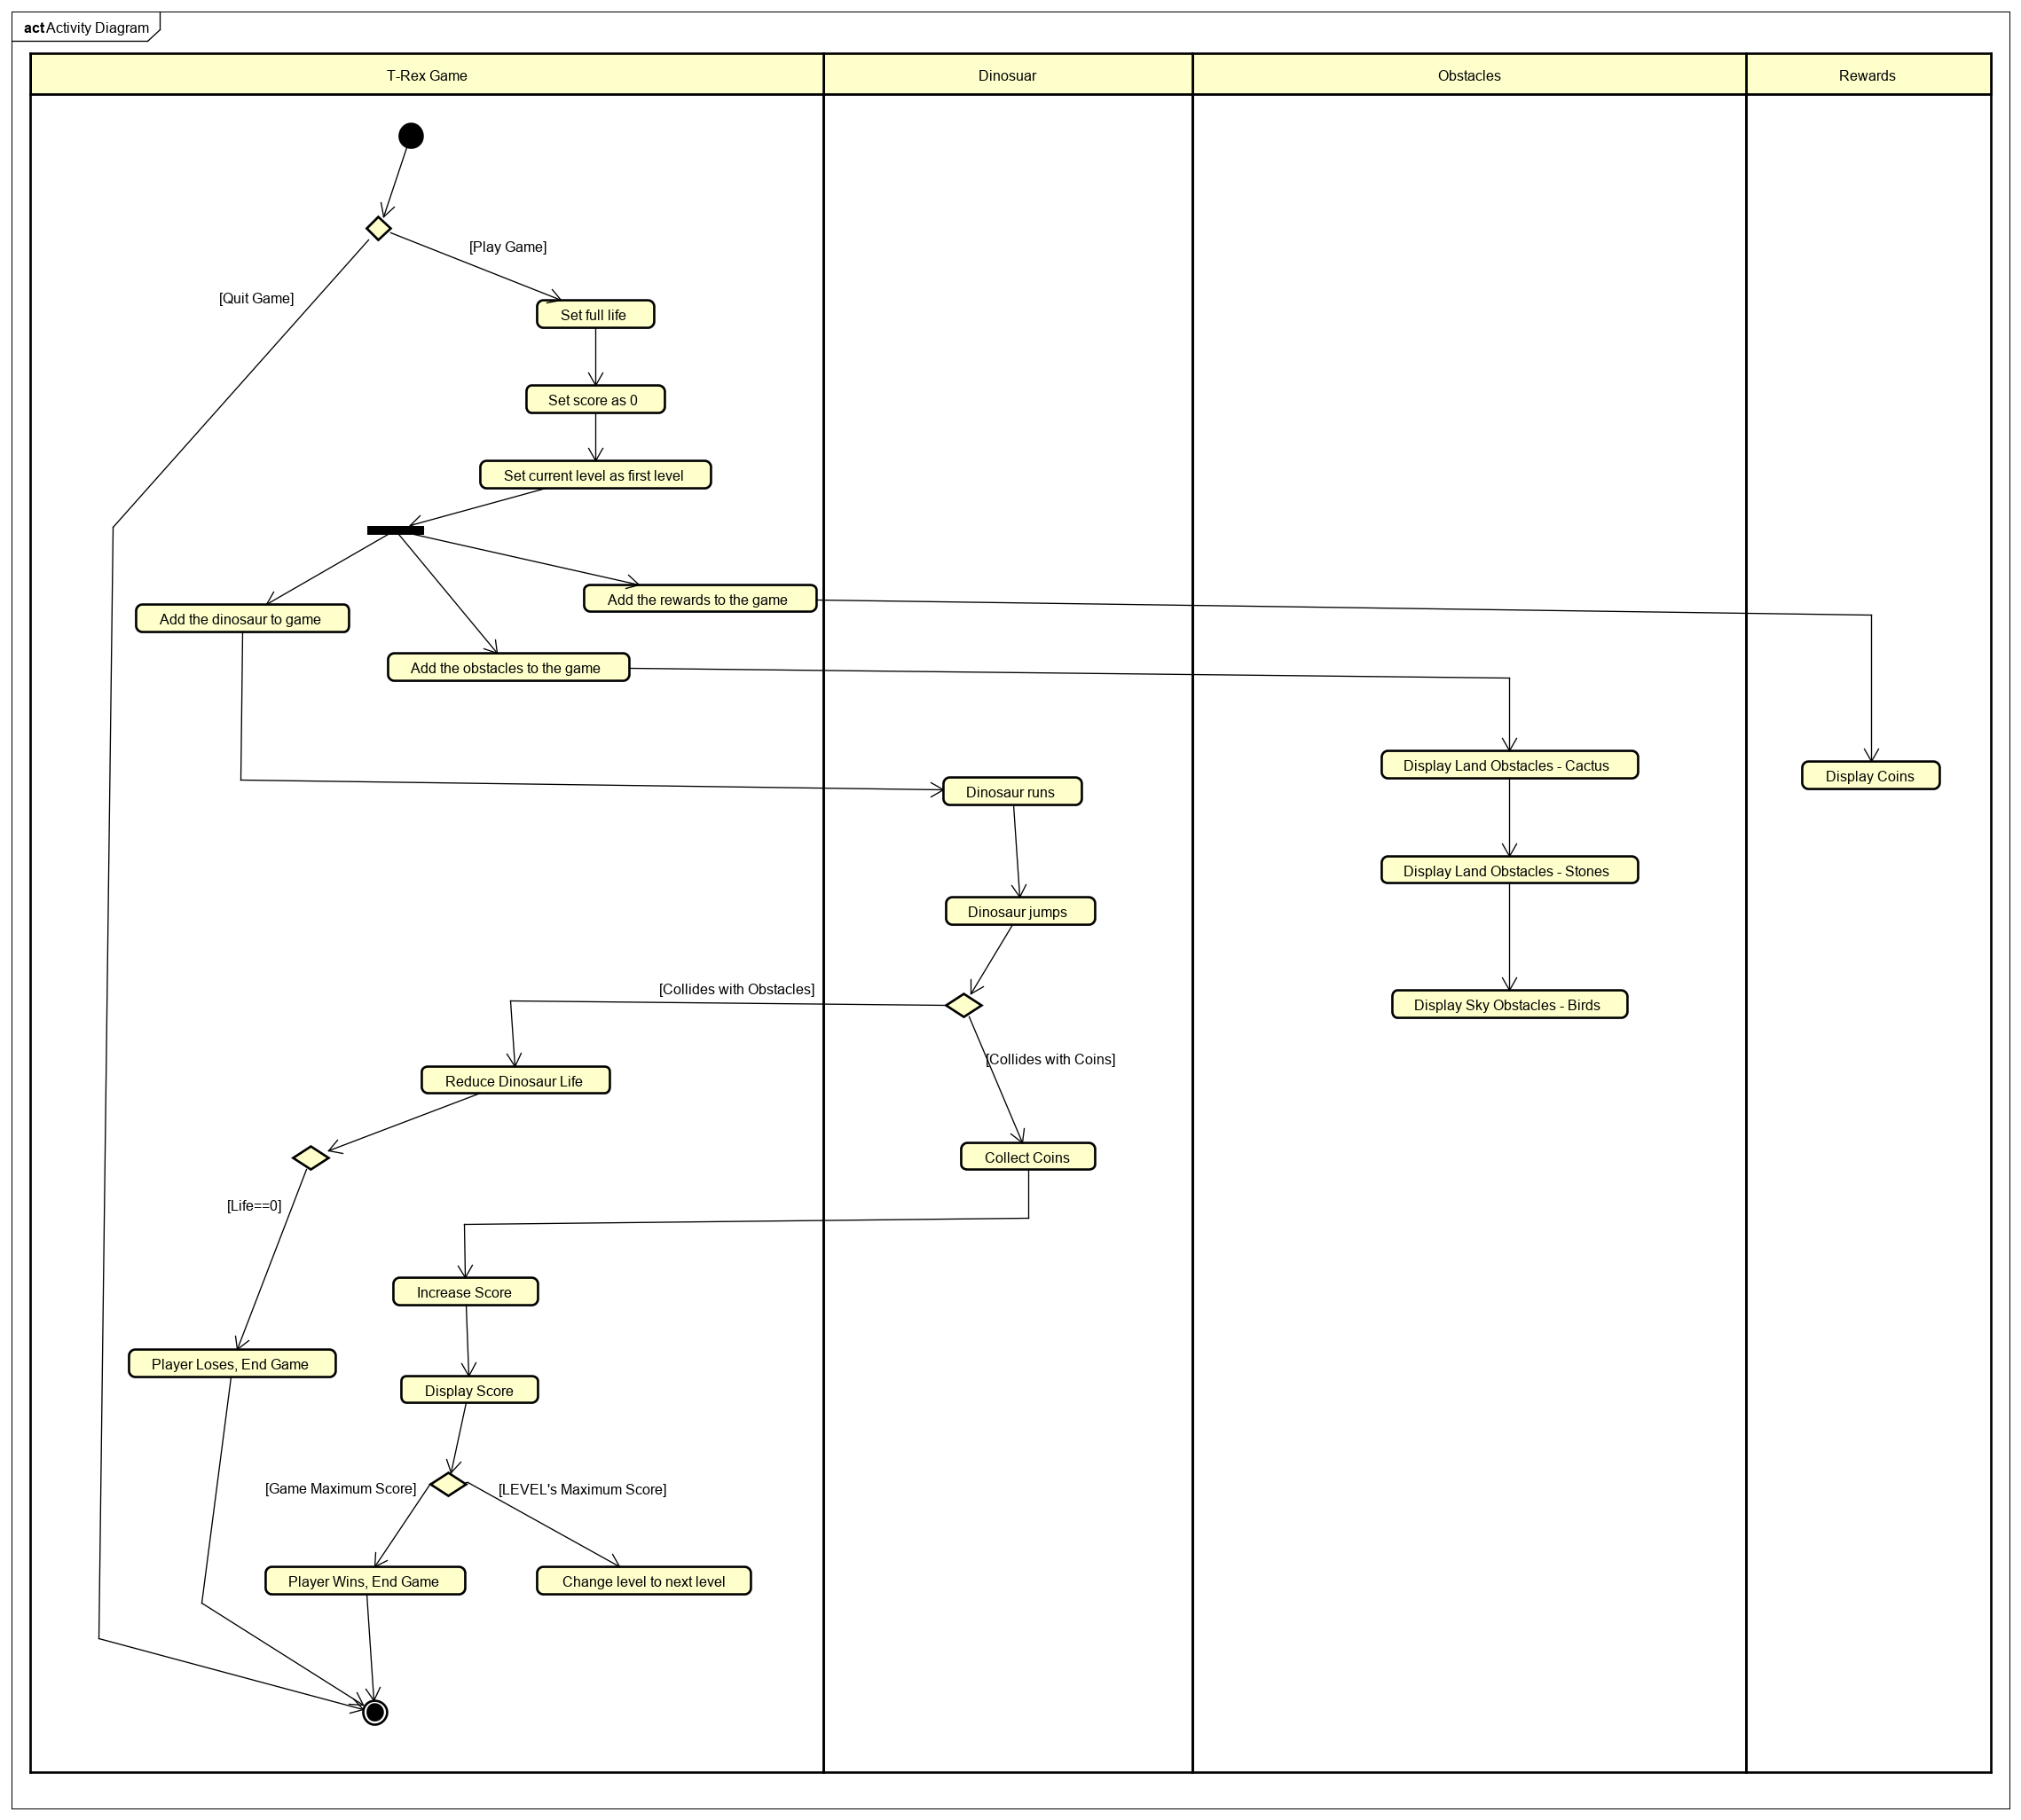 act Activity Diagram
T-Rex Game
Dinosuar
Obstacles
Rewards
[Play Game]
[Quit Game]
Set full life
Set score as 0
Set current level as first level
Add the rewards to the game
Add the dinosaur to game
Add the obstacles to the game
Display Land Obstacles - Cactus
Display Coins
Dinosaur runs
Display Land Obstacles - Stones
Dinosaur jumps
[Collides with Obstacles]
Display Sky Obstacles - Birds
[Collides with Coins]
Reduce Dinosaur Life
Collect Coins
[Life==0]
Increase Score
Player Loses, End Game
Display Score
[Game Maximum Score]
[LEVEL's Maximum Score]
Player Wins, End Game
Change level to next level